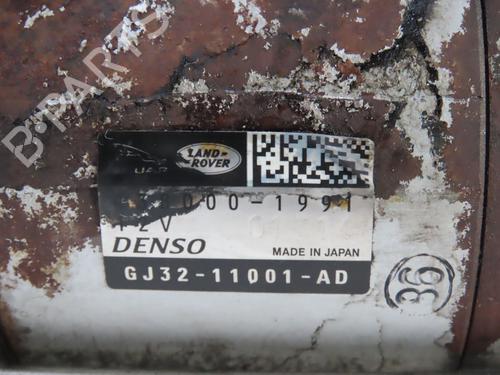 B-PARTS
LAND
ROVER
000-1991
12V
DENSO
MADE IN JAPAN
GJ32-11001-AD
36